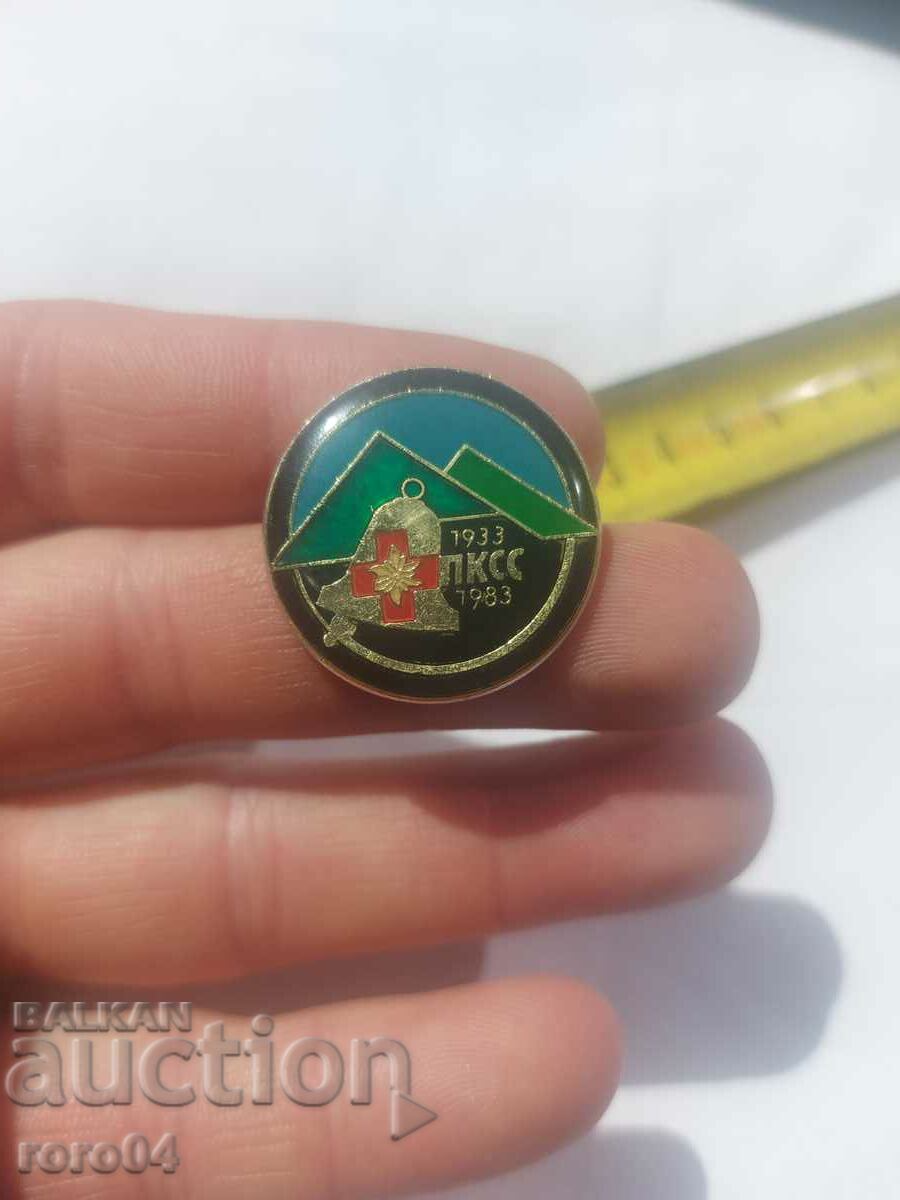 1933
ПКСС
1983
BALKAN
auction
roro04